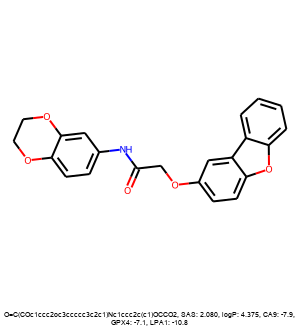 O
O
NH
O
O
O
O=C(COc1ccc2oc3ccccc3c2c1)Nc1ccc2c(c1)OCCO2, SAS: 2.080, logP: 4.375, CA9: -7.9,
GPX4: -7.1, LPA1: -10.8